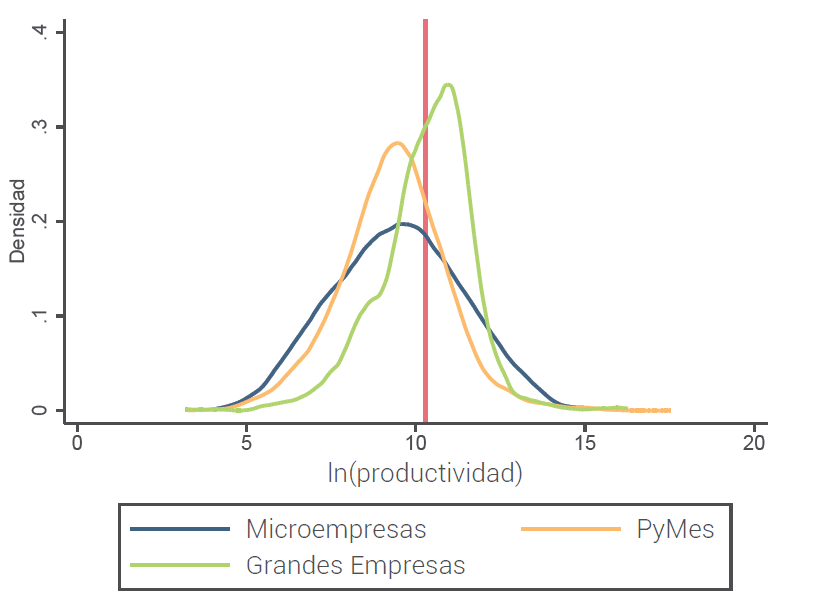 .4
.3
.2
.1
0
Densidad
0 5 10 15 20
ln(productividad)
Microempresas PyMes
Grandes Empresas